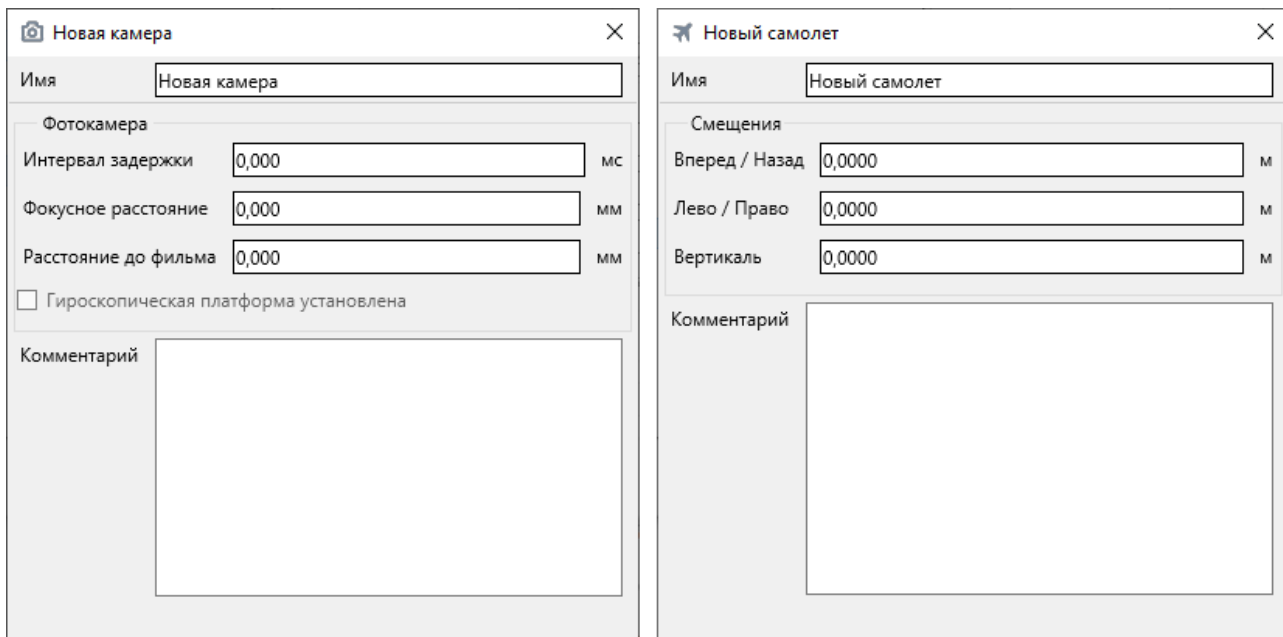 Новая камера
Имя Новая камера
Фотокамера
Интервал задержки 0,000 мс
Фокусное расстояние 0,000 мм
Расстояние до фильма 0,000 мм
Гироскопическая платформа установлена
Комментарий
Новый самолет
Имя Новый самолет
Смещения
Вперед / Назад 0,0000 м
Лево / Право 0,0000 м
Вертикаль 0,0000 м
Комментарий